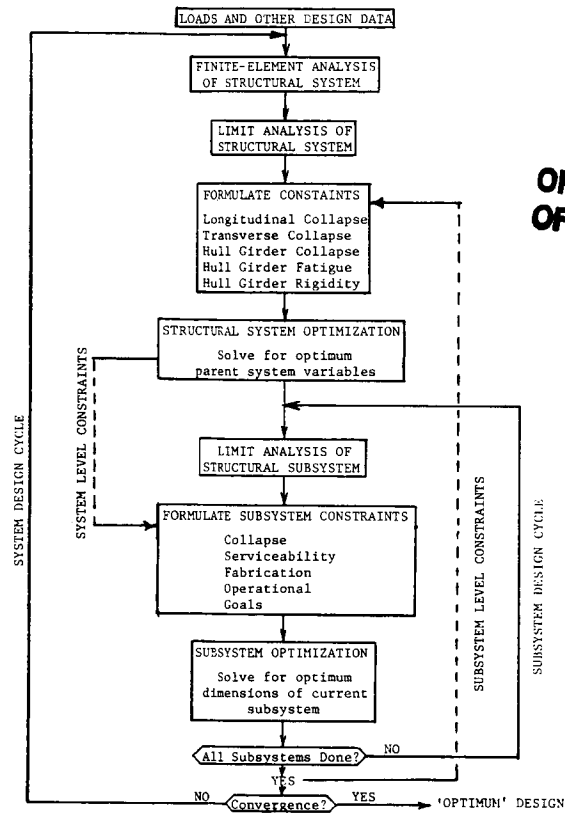 LOADS AND OTHER DESIGN DATA
FINITE-ELEMENT ANALYSIS
OF STRUCTURAL SYSTEM
LIMIT ANALYSIS OF
STRUCTURAL SYSTEM
FORMULATE CONSTAINTS
Longitudinal Collapse
Transverse Collapse
Hull Girder Collapse
Hull Girder Fatigue
Hull Girder Rigidity
OF
STRUCTURAL SYSTEM OPTIMIZATION
Solve for optimum
parent system variables
LIMIT ANALYSIS OF
STRUCTURAL SUBSYSTEM
FORMULATE SUBSYSTEM CONSTRAINTS
Collapse
Serviceability
Fabrication
Operational
Goals
SUBSYSTEM OPTIMIZATION
Solve for optimum
dimensions of current
subsystem
All Subsystems Done?
NO
YES
NO
Convergence?
YES
'OPTIMUM' DESIGN
SYSTEM DESIGN CYCLE
SYSTEM LEVEL CONSTRAINTS
SUBSYSTEM LEVEL CONSTRAINTS
SUBSYSTEM DESIGN CYCLE